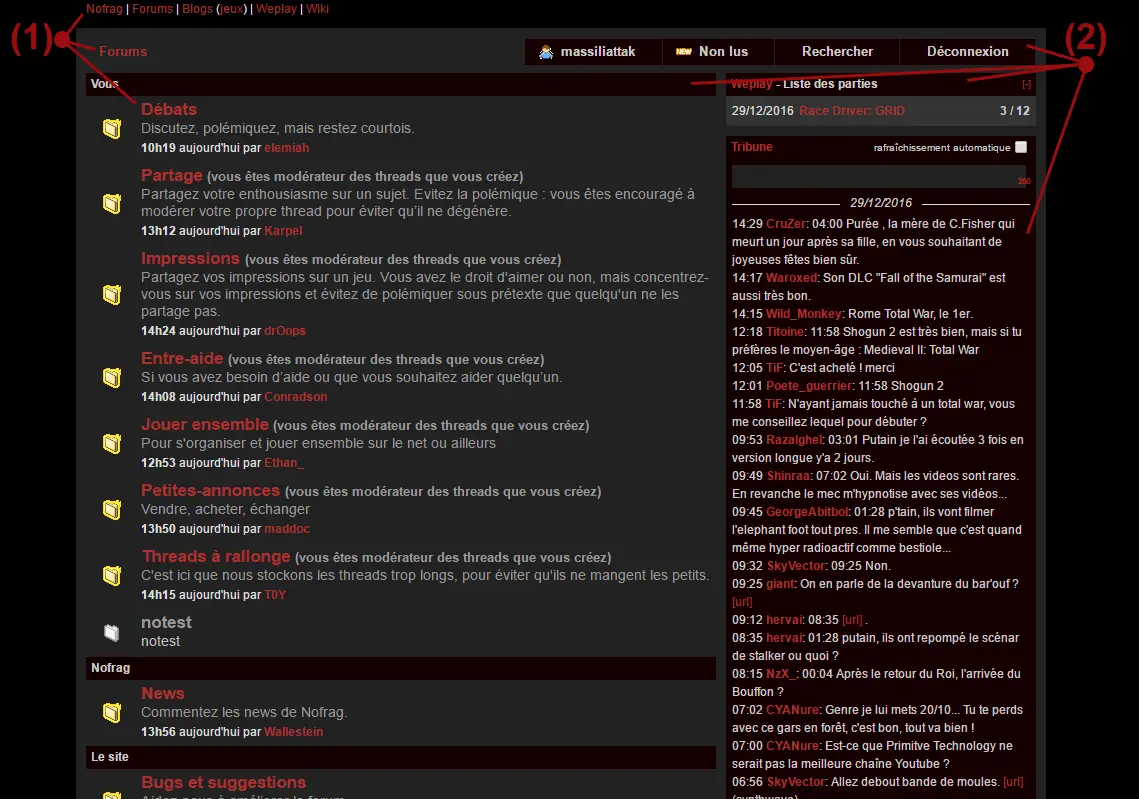 Nofrag | Forums | Blogs (jeux) | Weplay | Wiki
(1)
(2)
Forums
massiliattak
NEW Non lus
Rechercher
Déconnexion
Vous
Débats
Discutez, polémiquez, mais restez courtois.
10h19 aujourd'hui par elemiah
Partage (vous êtes modérateur des threads que vous créez)
Partagez votre enthousiasme sur un sujet. Evitez la polémique : vous êtes encouragé à
modérer votre propre thread pour éviter qu'il ne dégénère.
13h12 aujourd'hui par Karpel
Impressions (vous êtes modérateur des threads que vous créez)
Partagez vos impressions sur un jeu. Vous avez le droit d'aimer ou non, mais concentrez-
vous sur vos impressions et évitez de polémiquer sous prétexte que quelqu'un ne les
partage pas.
14h24 aujourd'hui par drOops
Entre-aide (vous êtes modérateur des threads que vous créez)
Si vous avez besoin d'aide ou que vous souhaitez aider quelqu'un.
14h08 aujourd'hui par Conradson
Jouer ensemble (vous êtes modérateur des threads que vous créez)
Pour s'organiser et jouer ensemble sur le net ou ailleurs
12h53 aujourd'hui par Ethan_
Petites-annonces (vous êtes modérateur des threads que vous créez)
Vendre, acheter, échanger
13h50 aujourd'hui par maddoc
Threads à rallonge (vous êtes modérateur des threads que vous créez)
C'est ici que nous stockons les threads trop longs, pour éviter qu'ils ne mangent les petits.
14h15 aujourd'hui par T0Y
notest
notest
Nofrag
News
Commentez les news de Nofrag.
13h56 aujourd'hui par Wallestein
Le site
Bugs et suggestions
Aidez-nous à améliorer le forum.
Weplay - Liste des parties [-]
29/12/2016 Race Driver: GRID 3 / 12
Tribune rafraîchissement automatique
250
29/12/2016
14:29 CruZer: 04:00 Purée , la mère de C.Fisher qui
meurt un jour après sa fille, en vous souhaitant de
joyeuses fêtes bien sûr.
14:17 Waroxed: Son DLC "Fall of the Samurai" est
aussi très bon.
14:15 Wild_Monkey: Rome Total War, le 1er.
12:18 Titoine: 11:58 Shogun 2 est très bien, mais si tu
préfères le moyen-âge : Medieval II: Total War
12:05 TiF: C'est acheté ! merci
12:01 Poete_guerrier: 11:58 Shogun 2
11:58 TiF: N'ayant jamais touché à un total war, vous
me conseillez lequel pour débuter ?
09:53 Razalghel: 03:01 Putain je l'ai écoutée 3 fois en
version longue y'a 2 jours.
09:49 Shinraa: 07:02 Oui. Mais les videos sont rares.
En revanche le mec m'hypnotise avec ses vidéos...
09:45 GeorgeAbitbol: 01:28 p'tain, ils vont filmer
l'elephant foot tout pres. Il me semble que c'est quand
même hyper radioactif comme bestiole...
09:32 SkyVector: 09:25 Non.
09:25 giant: On en parle de la devanture du bar'ouf ?
[url]
09:12 hervai: 08:35 [url] .
08:35 hervai: 01:28 putain, ils ont repompé le scénar
de stalker ou quoi ?
08:15 NzX_: 00:04 Après le retour du Roi, l'arrivée du
Bouffon ?
07:02 CYANure: Genre je lui mets 20/10... Tu te perds
avec ce gars en forêt, c'est bon, tout va bien !
07:00 CYANure: Est-ce que Primitve Technology ne
serait pas la meilleure chaîne Youtube ?
06:56 SkyVector: Allez debout bande de moules. [url]
(synthwave)